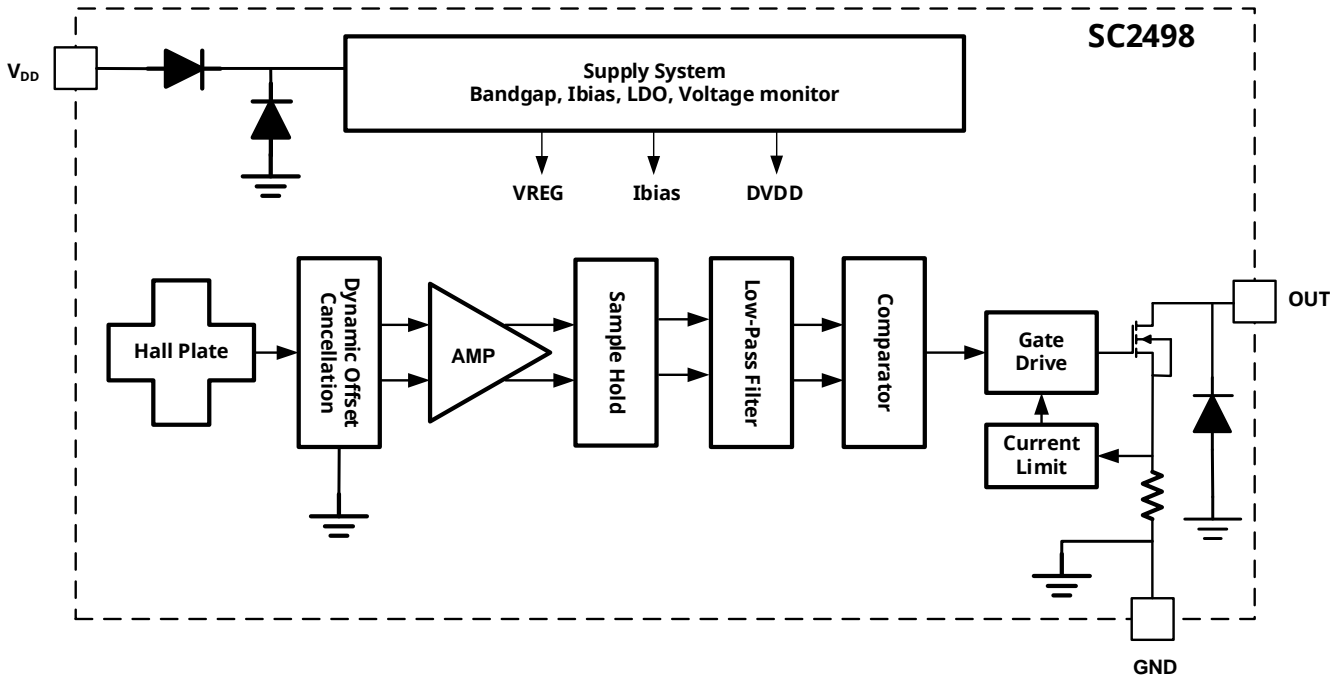 SC2498
VDD
Supply System
Bandgap, Ibias, LDO, Voltage monitor
VREG
Ibias
DVDD
Hall Plate
Dynamic Offset
Cancellation
AMP
Sample Hold
Low-Pass Filter
Comparator
Gate
Drive
Current
Limit
OUT
GND